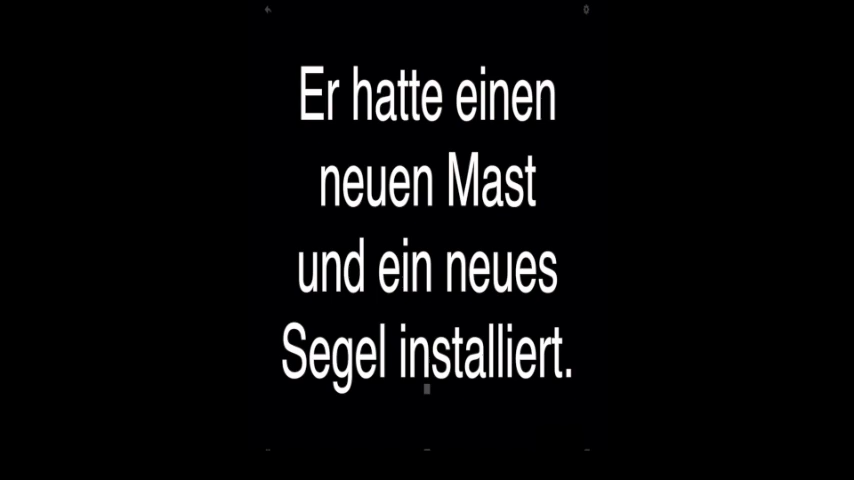 Er hatte einen
neuen Mast
und ein neues
Segel installiert.